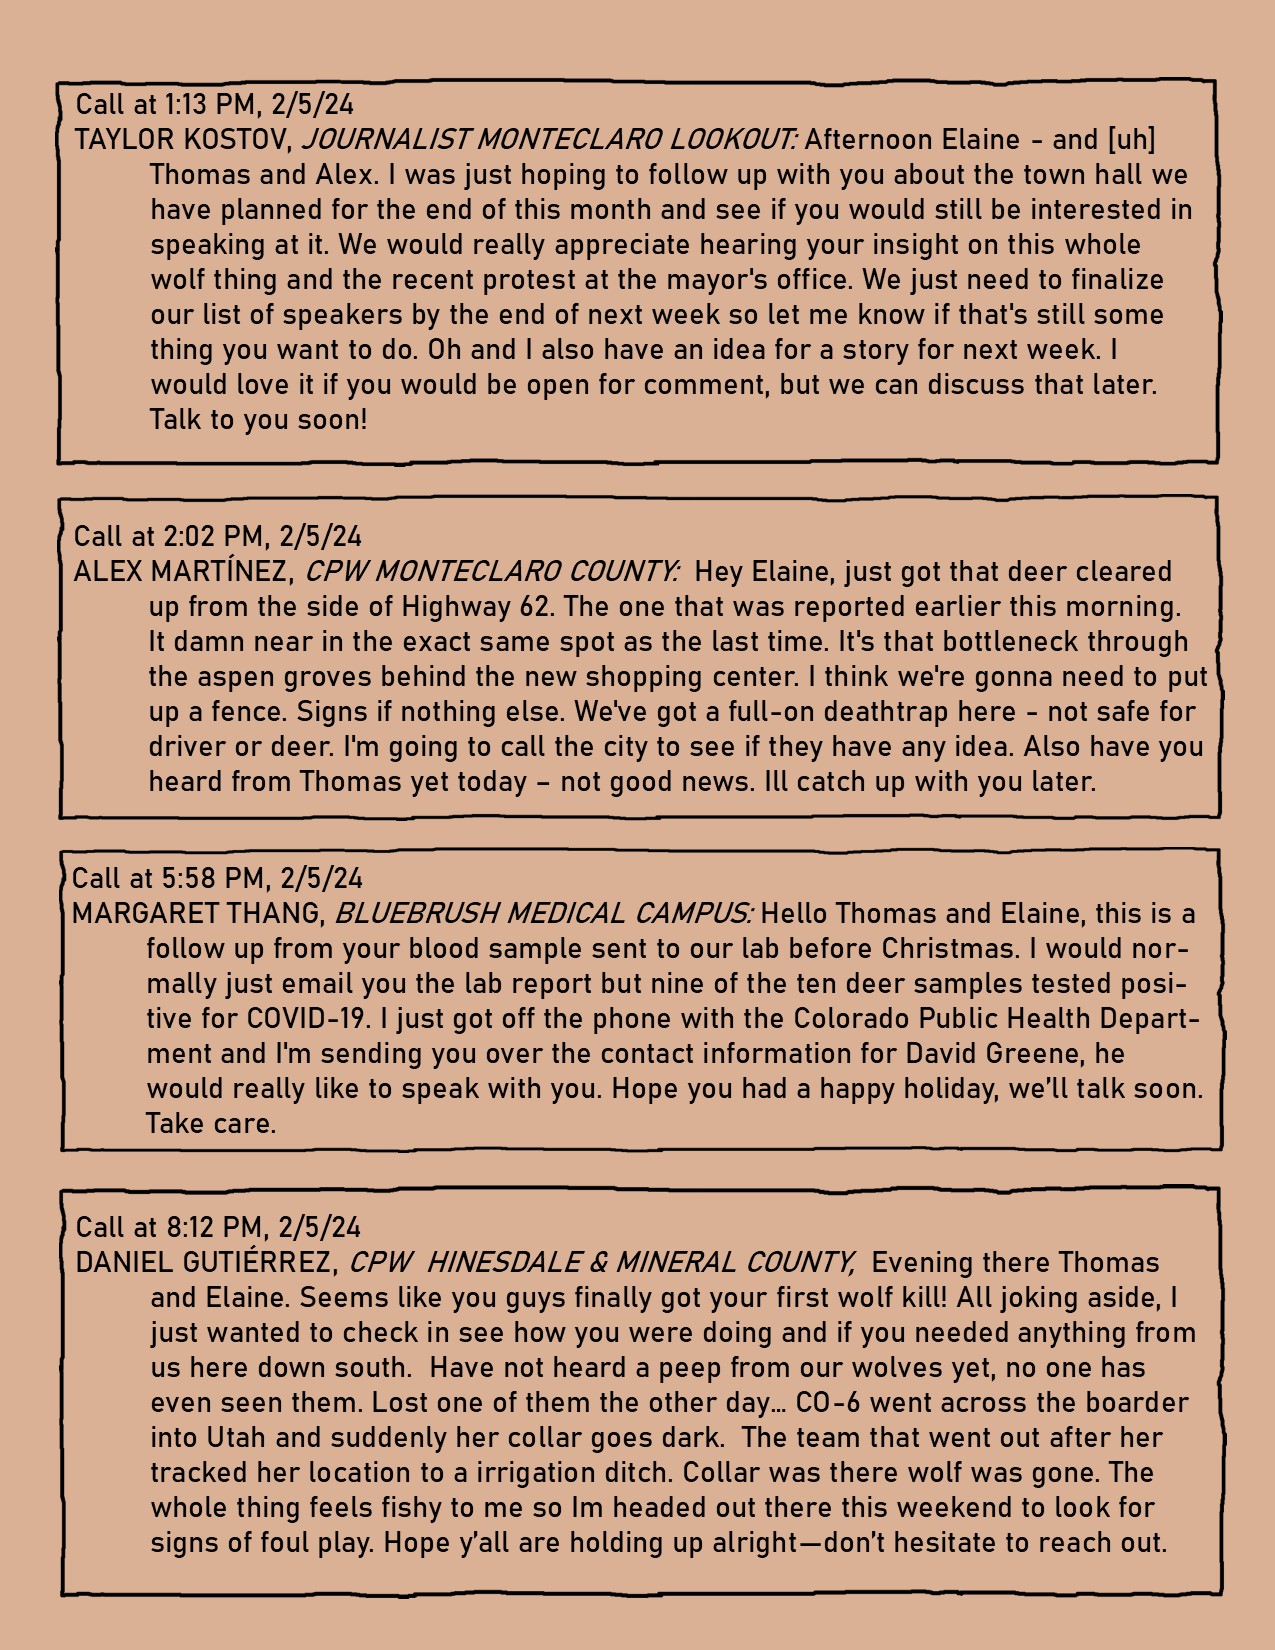 Call at 1:13 PM, 2/5/24
TAYLOR KOSTOV, JOURNALIST MONTECLARO LOOKOUT: Afternoon Elaine - and [uh]
Thomas and Alex. I was just hoping to follow up with you about the town hall we
have planned for the end of this month and see if you would still be interested in
speaking at it. We would really appreciate hearing your insight on this whole
wolf thing and the recent protest at the mayor's office. We just need to finalize
our list of speakers by the end of next week so let me know if that's still some
thing you want to do. Oh and I also have an idea for a story for next week. I
would love it if you would be open for comment, but we can discuss that later.
Talk to you soon!
Call at 2:02 PM, 2/5/24
ALEX MARTÍNEZ, CPW MONTECLARO COUNTY: Hey Elaine, just got that deer cleared
up from the side of Highway 62. The one that was reported earlier this morning.
It damn near in the exact same spot as the last time. It's that bottleneck through
the aspen groves behind the new shopping center. I think we're gonna need to put
up a fence. Signs if nothing else. We've got a full-on deathtrap here - not safe for
driver or deer. I'm going to call the city to see if they have any idea. Also have you
heard from Thomas yet today – not good news. Ill catch up with you later.
Call at 5:58 PM, 2/5/24
MARGARET THANG, BLUEBRUSH MEDICAL CAMPUS: Hello Thomas and Elaine, this is a
follow up from your blood sample sent to our lab before Christmas. I would nor-
mally just email you the lab report but nine of the ten deer samples tested posi-
tive for COVID-19. I just got off the phone with the Colorado Public Health Depart-
ment and I'm sending you over the contact information for David Greene, he
would really like to speak with you. Hope you had a happy holiday, we’ll talk soon.
Take care.
Call at 8:12 PM, 2/5/24
DANIEL GUTIÉRREZ, CPW HINESDALE & MINERAL COUNTY, Evening there Thomas
and Elaine. Seems like you guys finally got your first wolf kill! All joking aside, I
just wanted to check in see how you were doing and if you needed anything from
us here down south. Have not heard a peep from our wolves yet, no one has
even seen them. Lost one of them the other day... CO-6 went across the boarder
into Utah and suddenly her collar goes dark. The team that went out after her
tracked her location to a irrigation ditch. Collar was there wolf was gone. The
whole thing feels fishy to me so Im headed out there this weekend to look for
signs of foul play. Hope y’all are holding up alright—don’t hesitate to reach out.